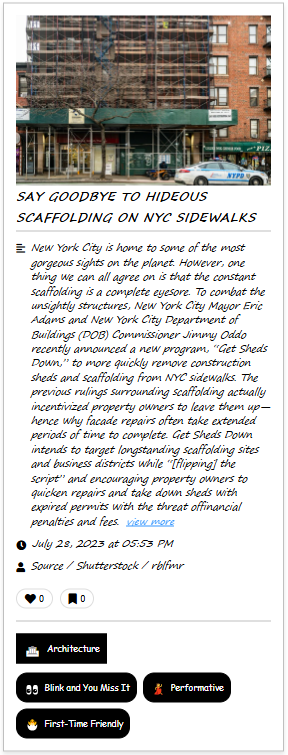 PIZ
NYPD
SAY GOODBYE TO HIDEOUS
SCAFFOLDING ON NYC SIDEWALKS
New York City is home to some of the most
gorgeous sights on the planet. However, one
thing we can all agree on is that the constant
scaffolding is a complete eyesore. To combat the
unsightly structures, New York City Mayor Eric
Adams and New York City Department of
Buildings (DOB) Commissioner Jimmy Oddo
recently announced a new program, "Get Sheds
Down," to more quickly remove construction
sheds and scaffolding from NYC sidewalks. The
previous rulings surrounding scaffolding actually
incentivized property owners to leave them up—
hence why facade repairs often take extended
periods of time to complete. Get Sheds Down
intends to target longstanding scaffolding sites
and business districts while "[flipping] the
script" and encouraging property owners to
quicken repairs and take down sheds with
expired permits with the threat offinancial
penalties and fees. view more
July 28, 2023 at 05:53 PM
Source / Shutterstock / rblfmr
0 0
Architecture
Blink and You Miss It Performative
First-Time Friendly